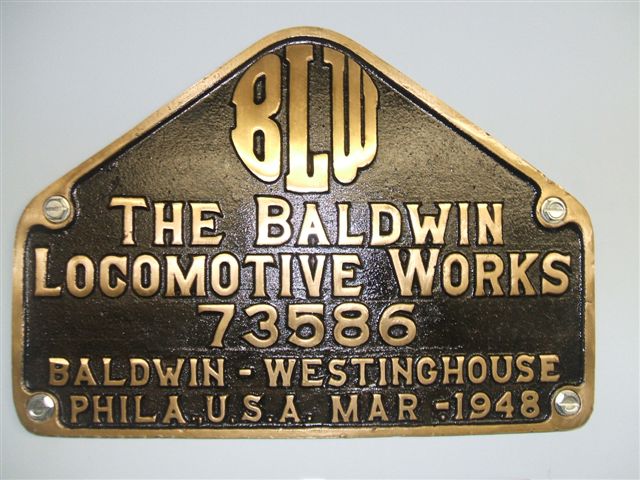 BLW
THE BALDWIN
LOCOMOTIVE WORKS
73586
BALDWIN - WESTINGHOUSE
PHILA., U.S.A. MAR - 1948